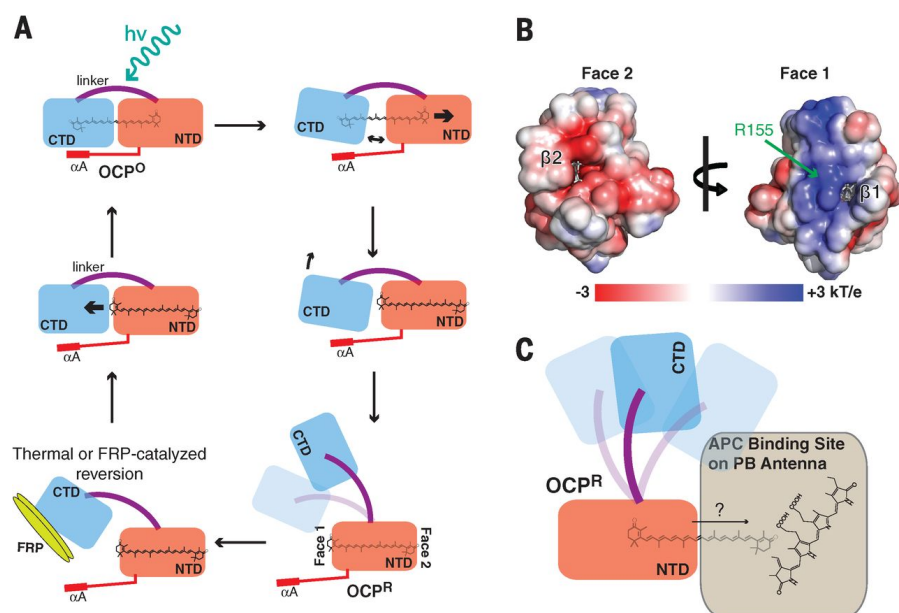 A
hν
linker
CTD
NTD
αA
OCPO
CTD
NTD
αA
linker
CTD
NTD
αA
CTD
NTD
αA
Thermal or FRP-catalyzed
reversion
CTD
FRP
NTD
αA
CTD
Face 1
Face 2
NTD
αA
OCPR
B
Face 2
Face 1
R155
β2
β1
-3
+3 kT/e
C
CTD
APC Binding Site
on PB Antenna
OCPR
?
NTD
O
COOH
COOH
O